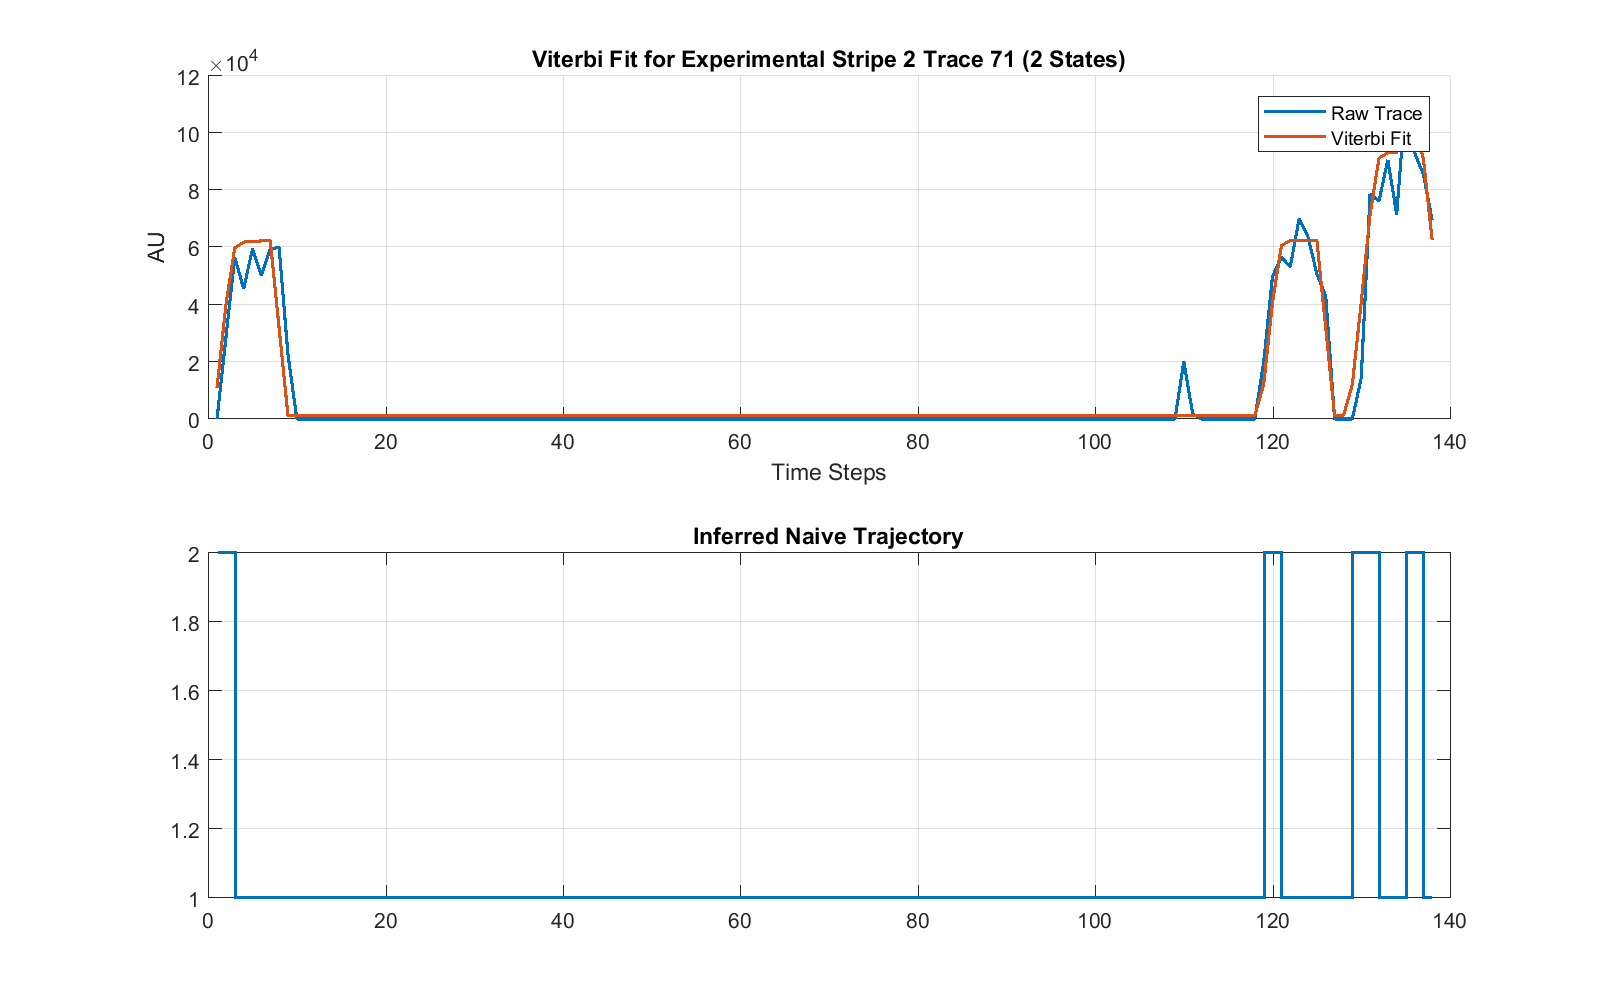 Viterbi Fit for Experimental Stripe 2 Trace 71 (2 States)
×10^4
12
10
8
6
4
2
0
AU
Raw Trace
Viterbi Fit
0 20 40 60 80 100 120 140
Time Steps
Inferred Naive Trajectory
2
1.8
1.6
1.4
1.2
1
0 20 40 60 80 100 120 140